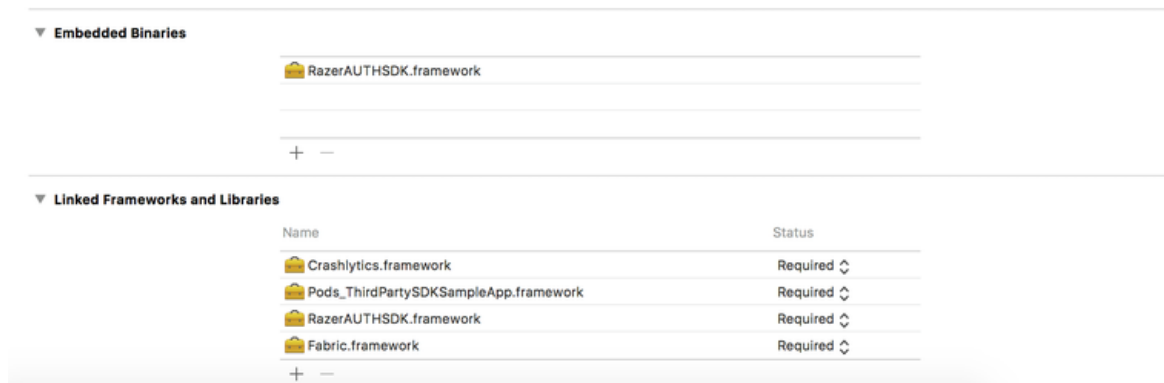 Embedded Binaries
RazerAUTHSDK.framework
+ −
Linked Frameworks and Libraries
Name Status
Crashlytics.framework Required
Pods_ThirdPartySDKSampleApp.framework Required
RazerAUTHSDK.framework Required
Fabric.framework Required
+ −